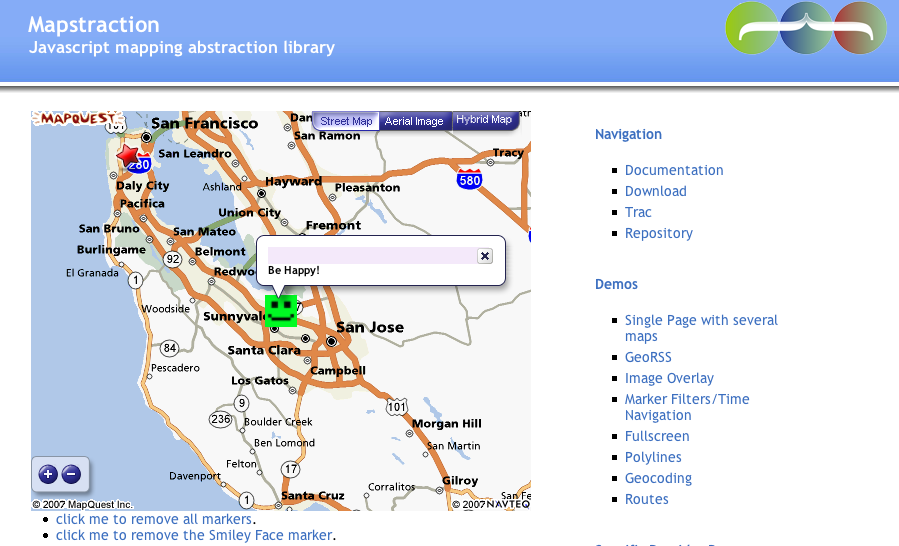 Mapstraction
Javascript mapping abstraction library
MAPQUEST
Street Map
Aerial Image
Hybrid Map
101
San Francisco
San Ramon
Tracy
280
San Leandro
580
Daly City
Ashland
Hayward
Pleasanton
Pacifica
Union City
San Bruno
San Mateo
Fremont
Burlingame
Belmont
92
El Granada
1
Be Happy!
Woodside
Sunnyvale
San Jose
84
Santa Clara
Pescadero
Campbell
Los Gatos
9
101
236
Boulder Creek
Morgan Hill
Ben Lomond
San Martin
Felton
17
Davenport
Gilroy
Corralitos
1
Santa Cruz
© 2007 MapQuest Inc.
© 2007 NAVTEQ
click me to remove all markers.
click me to remove the Smiley Face marker.
Navigation
Documentation
Download
Trac
Repository
Demos
Single Page with several
maps
GeoRSS
Image Overlay
Marker Filters/Time
Navigation
Fullscreen
Polylines
Geocoding
Routes